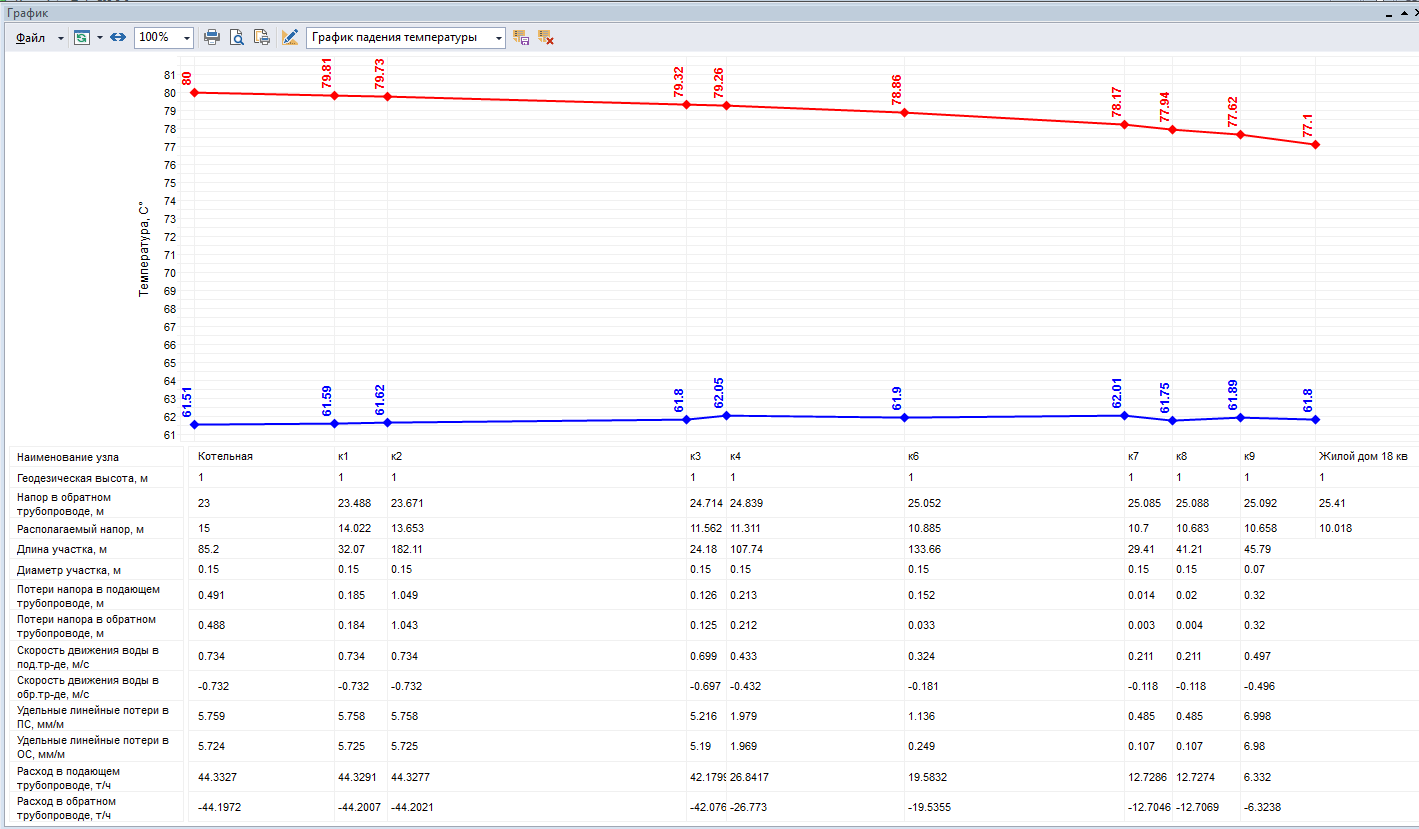 График
Файл 100% График падения температуры
80 79.81 79.73 79.32 79.26 78.86 78.17 77.94 77.62 77.1
81
80
79
78
77
76
75
74
73
72
71
70
69
68
67
66
65
64
63
62
61
Температура, С°
61.51 61.59 61.62 61.8 62.05 61.9 62.01 61.75 61.89 61.8
Наименование узла Котельная к1 к2 к3 к4 к6 к7 к8 к9 Жилой дом 18 кв
Геодезическая высота, м 1 1 1 1 1 1 1 1 1 1
Напор в обратном
трубопроводе, м 23 23.488 23.671 24.714 24.839 25.052 25.085 25.088 25.092 25.41
Располагаемый напор, м 15 14.022 13.653 11.562 11.311 10.885 10.7 10.683 10.658 10.018
Длина участка, м 85.2 32.07 182.11 24.18 107.74 133.66 29.41 41.21 45.79
Диаметр участка, м 0.15 0.15 0.15 0.15 0.15 0.15 0.15 0.15 0.07
Потери напора в подающем
трубопроводе, м 0.491 0.185 1.049 0.126 0.213 0.152 0.014 0.02 0.32
Потери напора в обратном
трубопроводе, м 0.488 0.184 1.043 0.125 0.212 0.033 0.003 0.004 0.32
Скорость движения воды в
под.тр-де, м/с 0.734 0.734 0.734 0.699 0.433 0.324 0.211 0.211 0.497
Скорость движения воды в
обр.тр-де, м/с -0.732 -0.732 -0.732 -0.697 -0.432 -0.181 -0.118 -0.118 -0.496
Удельные линейные потери в
ПС, мм/м 5.759 5.758 5.758 5.216 1.979 1.136 0.485 0.485 6.998
Удельные линейные потери в
ОС, мм/м 5.724 5.725 5.725 5.19 1.969 0.249 0.107 0.107 6.98
Расход в подающем
трубопроводе, т/ч 44.3327 44.3291 44.3277 42.1799 26.8417 19.5832 12.7286 12.7274 6.332
Расход в обратном
трубопроводе, т/ч -44.1972 -44.2007 -44.2021 -42.076 -26.773 -19.5355 -12.7046 -12.7069 -6.3238